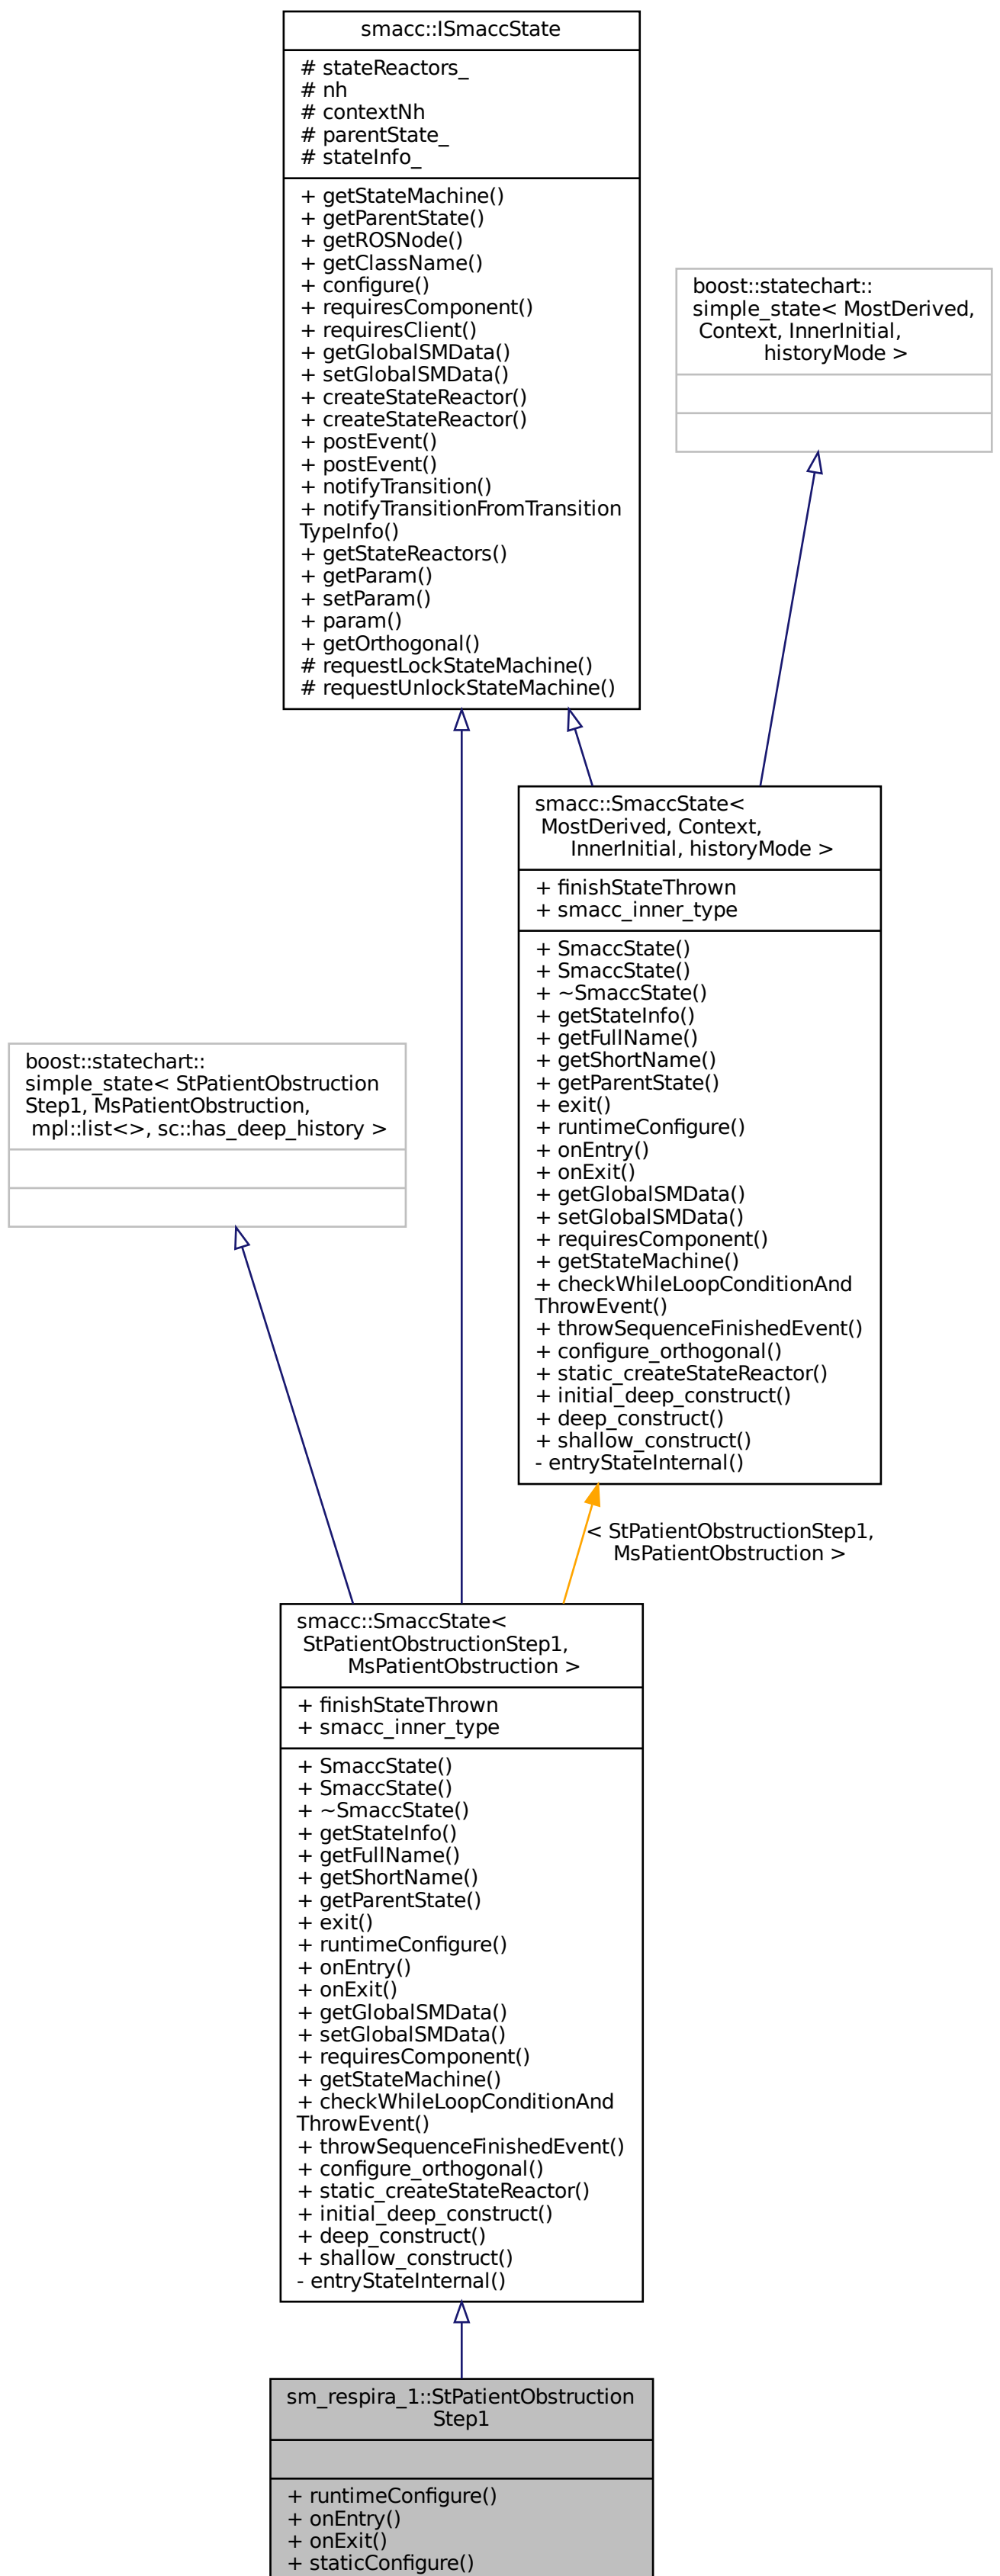 smacc::ISmaccState
# stateReactors_
# nh
# contextNh
# parentState_
# stateInfo_
+ getStateMachine()
+ getParentState()
+ getROSNode()
+ getClassName()
+ configure()
+ requiresComponent()
+ requiresClient()
+ getGlobalSMData()
+ setGlobalSMData()
+ createStateReactor()
+ createStateReactor()
+ postEvent()
+ postEvent()
+ notifyTransition()
+ notifyTransitionFromTransition
TypeInfo()
+ getStateReactors()
+ getParam()
+ setParam()
+ param()
+ getOrthogonal()
# requestLockStateMachine()
# requestUnlockStateMachine()
boost::statechart::
simple_state< MostDerived,
Context, InnerInitial,
historyMode >
smacc::SmaccState<
MostDerived, Context,
InnerInitial, historyMode >
+ finishStateThrown
+ smacc_inner_type
+ SmaccState()
+ SmaccState()
+ ~SmaccState()
+ getStateInfo()
+ getFullName()
+ getShortName()
+ getParentState()
+ exit()
+ runtimeConfigure()
+ onEntry()
+ onExit()
+ getGlobalSMData()
+ setGlobalSMData()
+ requiresComponent()
+ getStateMachine()
+ checkWhileLoopConditionAnd
ThrowEvent()
+ throwSequenceFinishedEvent()
+ configure_orthogonal()
+ static_createStateReactor()
+ initial_deep_construct()
+ deep_construct()
+ shallow_construct()
- entryStateInternal()
boost::statechart::
simple_state< StPatientObstruction
Step1, MsPatientObstruction,
mpl::list<>, sc::has_deep_history >
< StPatientObstructionStep1,
MsPatientObstruction >
smacc::SmaccState<
StPatientObstructionStep1,
MsPatientObstruction >
+ finishStateThrown
+ smacc_inner_type
+ SmaccState()
+ SmaccState()
+ ~SmaccState()
+ getStateInfo()
+ getFullName()
+ getShortName()
+ getParentState()
+ exit()
+ runtimeConfigure()
+ onEntry()
+ onExit()
+ getGlobalSMData()
+ setGlobalSMData()
+ requiresComponent()
+ getStateMachine()
+ checkWhileLoopConditionAnd
ThrowEvent()
+ throwSequenceFinishedEvent()
+ configure_orthogonal()
+ static_createStateReactor()
+ initial_deep_construct()
+ deep_construct()
+ shallow_construct()
- entryStateInternal()
sm_respira_1::StPatientObstruction
Step1
+ runtimeConfigure()
+ onEntry()
+ onExit()
+ staticConfigure()